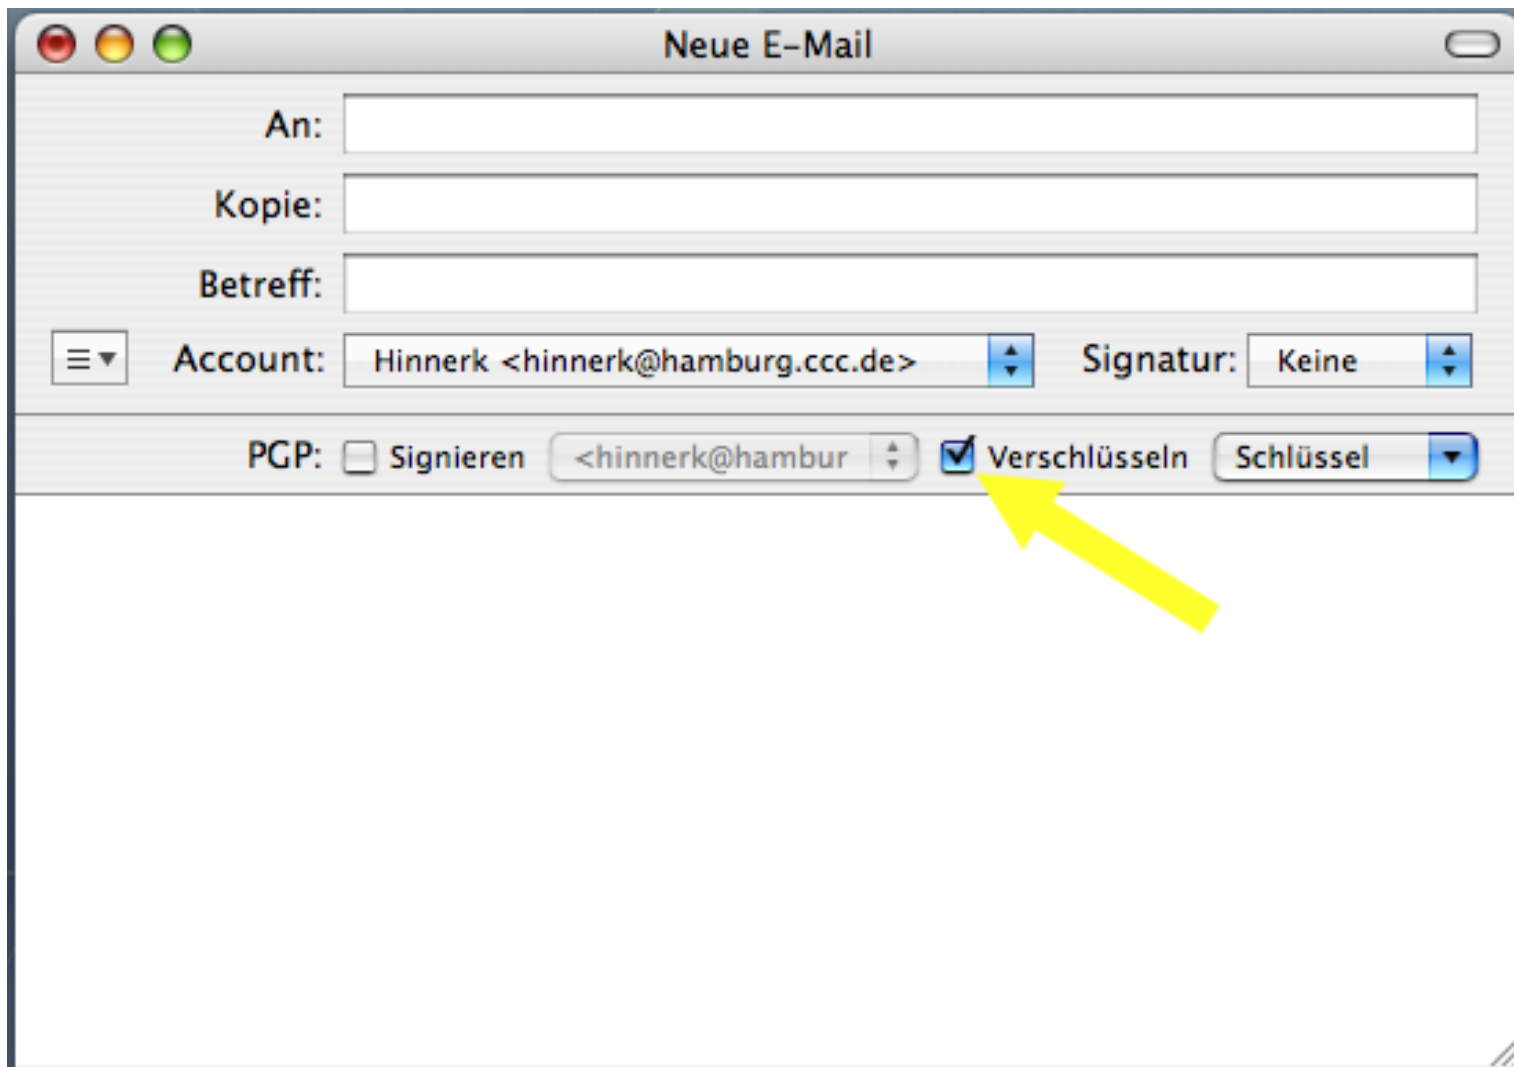 Neue E-Mail
An:
Kopie:
Betreff:
Account: Hinnerk <hinnerk@hamburg.ccc.de> Signatur: Keine
PGP: Signieren <hinnerk@hambur Verschlüsseln Schlüssel